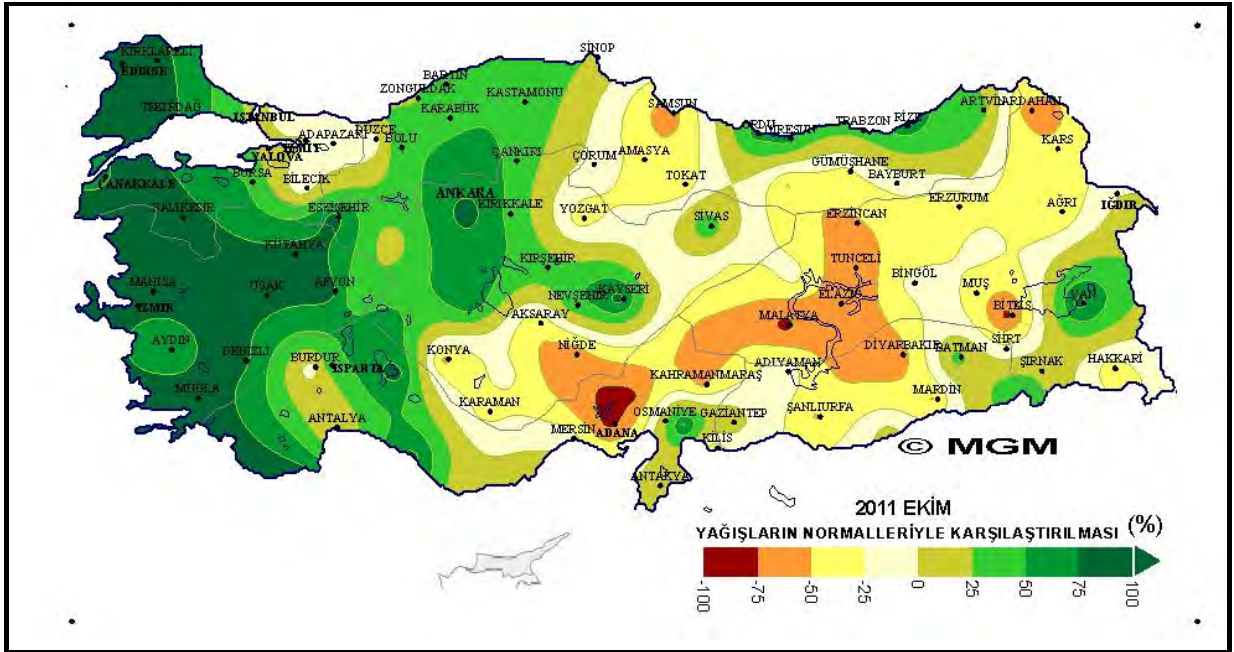 SİNOP
KIRKLARELİ
EDİRNE
BARTIN
ZONGULDAK
KASTAMONU
TEKİRDAĞ
İSTANBUL
KARABÜK
SAMSUN
ARTVİN
ARDAHAN
ORDU
GİRESUN
TRABZON
RİZE
DÜZCE
ADAPAZARI
İZMİT
BOLU
KARS
YALOVA
ÇANKIRI
ÇORUM
AMASYA
GÜMÜŞHANE
BAYBURT
BURSA
BİLECİK
ÇANAKKALE
TOKAT
ANKARA
KIRIKKALE
ERZURUM
IĞDIR
BALIKESİR
ESKİŞEHİR
YOZGAT
SİVAS
ERZİNCAN
AĞRI
KÜTAHYA
KIRŞEHİR
TUNCELİ
BİNGÖL
MUŞ
MANİSA
UŞAK
AFYON
NEVŞEHİR
KAYSERİ
ELAZIĞ
BİTLİS
VAN
İZMİR
AKSARAY
MALATYA
AYDIN
DENİZLİ
BURDUR
ISPARTA
KONYA
NİĞDE
DİYARBAKIR
BATMAN
SİİRT
ŞIRNAK
HAKKARİ
KAHRAMANMARAŞ
ADIYAMAN
MUĞLA
MARDİN
ANTALYA
KARAMAN
OSMANİYE
GAZİANTEP
ŞANLIURFA
MERSİN
ADANA
KİLİS
ANTAKYA
© MGM
2011 EKİM
YAĞIŞLARIN NORMALLERİYLE KARŞILAŞTIRILMASI (%)
-100 -75 -50 -25 0 25 50 75 100